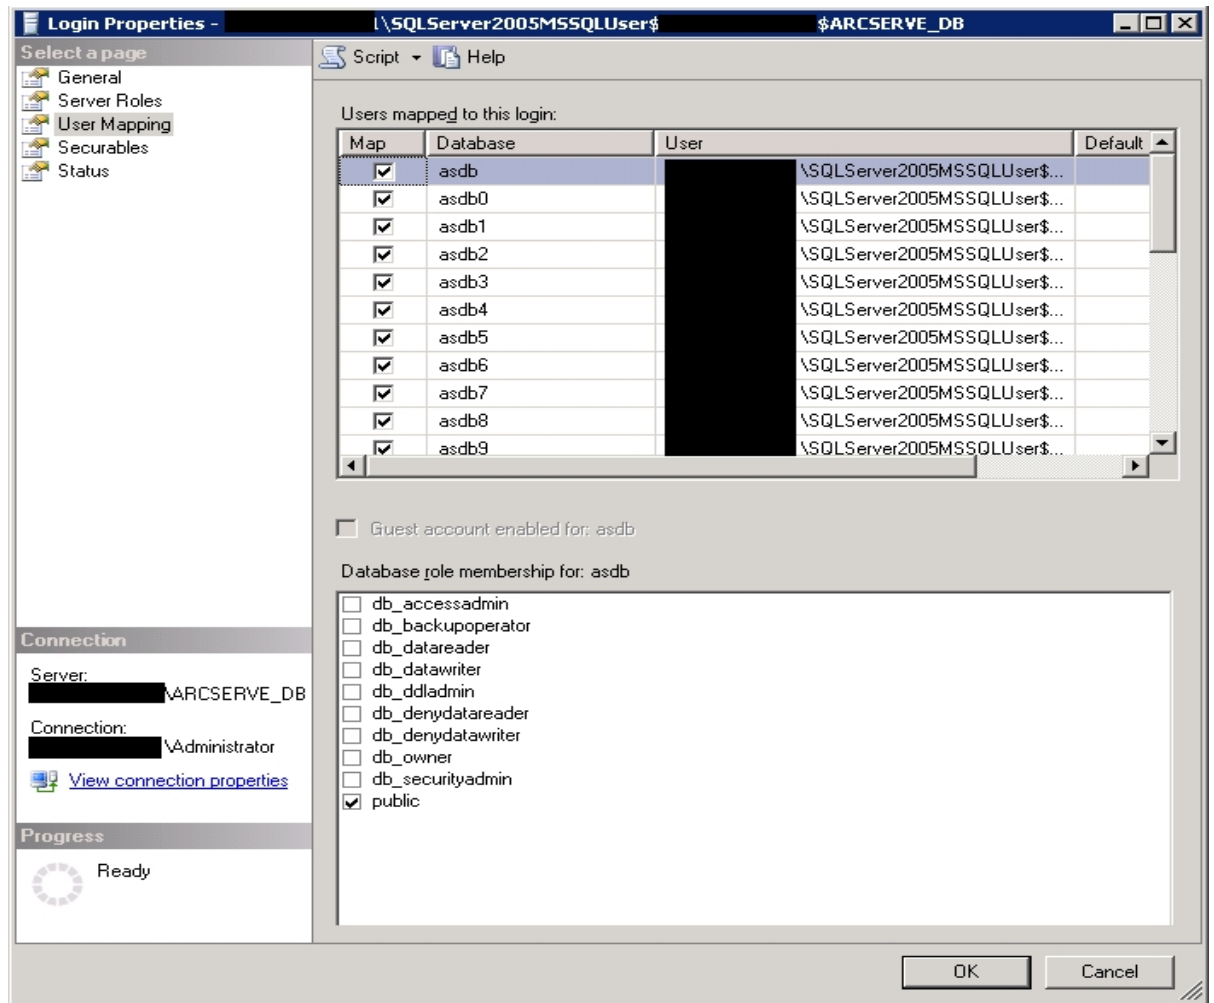 Login Properties - \SQLServer2005MSSQLUser$ $ARCSERVE_DB
Select a page
General
Server Roles
User Mapping
Securables
Status
Script Help
Users mapped to this login:
Map Database User Default
asdb \SQLServer2005MSSQLUser$...
asdb0 \SQLServer2005MSSQLUser$...
asdb1 \SQLServer2005MSSQLUser$...
asdb2 \SQLServer2005MSSQLUser$...
asdb3 \SQLServer2005MSSQLUser$...
asdb4 \SQLServer2005MSSQLUser$...
asdb5 \SQLServer2005MSSQLUser$...
asdb6 \SQLServer2005MSSQLUser$...
asdb7 \SQLServer2005MSSQLUser$...
asdb8 \SQLServer2005MSSQLUser$...
asdb9 \SQLServer2005MSSQLUser$...
Guest account enabled for: asdb
Database role membership for: asdb
db_accessadmin
db_backupoperator
db_datareader
db_datawriter
db_ddladmin
db_denydatareader
db_denydatawriter
db_owner
db_securityadmin
public
Connection
Server:
\ARCSERVE_DB
Connection:
\Administrator
View connection properties
Progress
Ready
OK Cancel